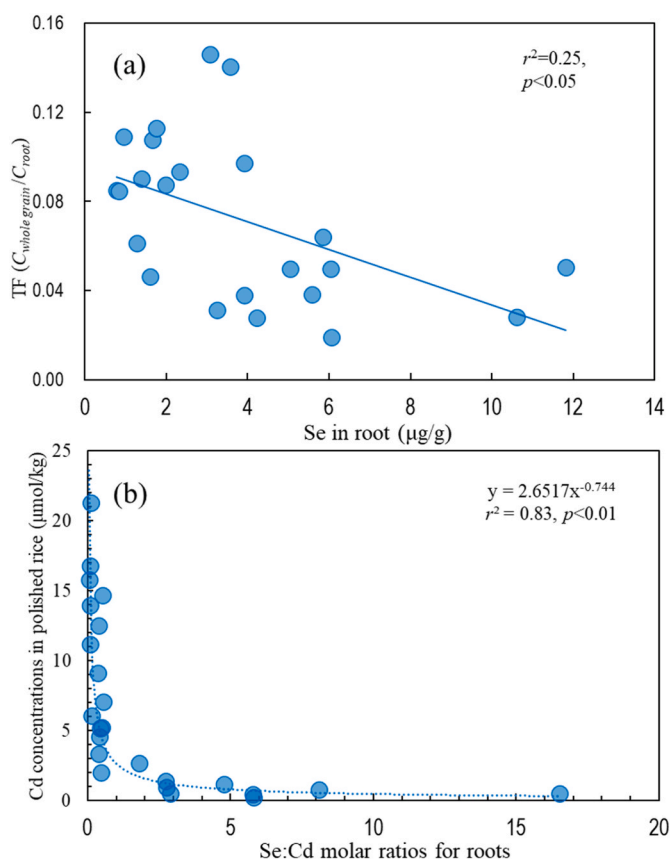 0.16
(a)
r²=0.25,
p<0.05
0.12
0.08
0.04
0.00
TF (C_whole grain/C_root)
0 2 4 6 8 10 12 14
Se in root (µg/g)
25
(b)
y = 2.6517x^-0.744
r² = 0.83, p<0.01
20
15
10
5
0
Cd concentrations in polished rice (µmol/kg)
0 5 10 15 20
Se:Cd molar ratios for roots